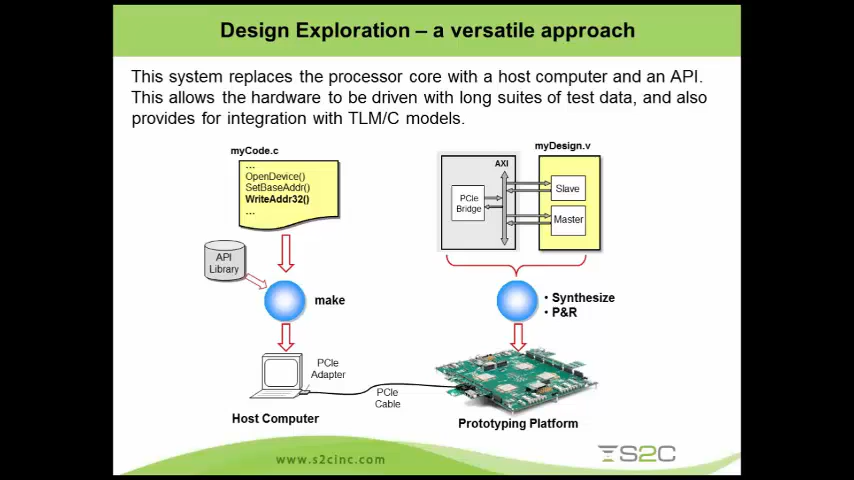 Design Exploration – a versatile approach
This system replaces the processor core with a host computer and an API.
This allows the hardware to be driven with long suites of test data, and also
provides for integration with TLM/C models.
myCode.c
...
OpenDevice()
SetBaseAddr()
WriteAddr32()
...
API
Library
make
PCIe
Adapter
PCIe
Cable
Host Computer
myDesign.v
AXI
PCIe
Bridge
Slave
Master
• Synthesize
• P&R
Prototyping Platform
www.s2cinc.com
S2C